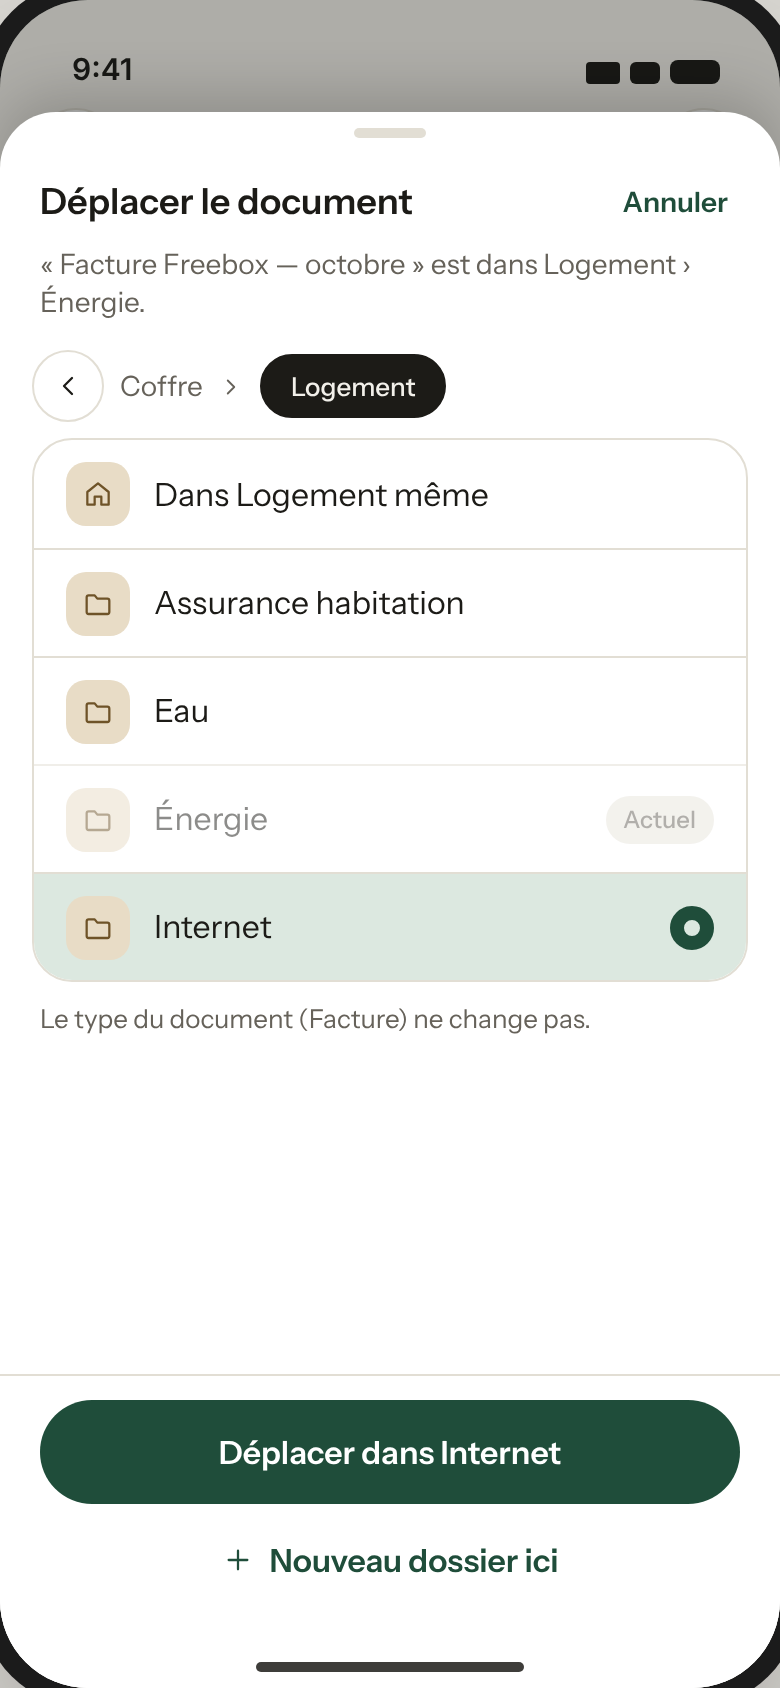 9:41
Déplacer le document
Annuler
« Facture Freebox — octobre » est dans Logement ›
Énergie.
Coffre > Logement
Dans Logement même
Assurance habitation
Eau
Énergie
Actuel
Internet
Le type du document (Facture) ne change pas.
Déplacer dans Internet
+ Nouveau dossier ici